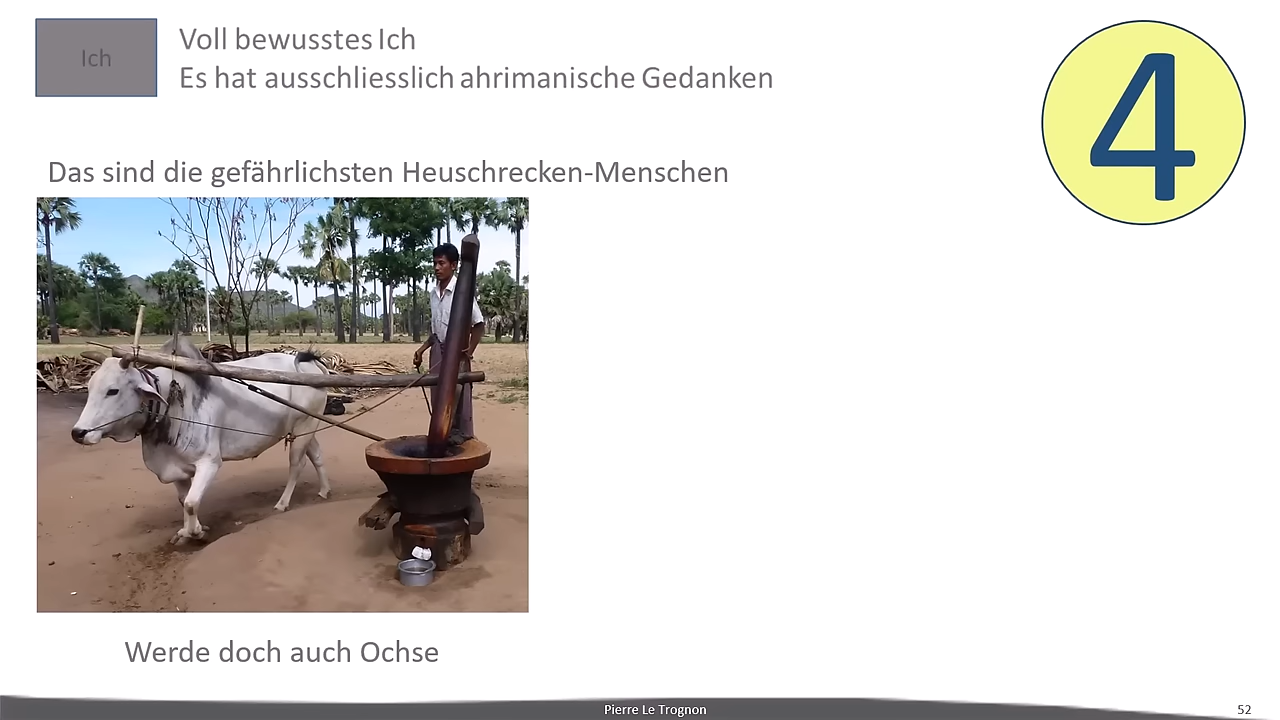 Ich
Voll bewusstes Ich
Es hat ausschliesslich ahrimanische Gedanken
4
Das sind die gefährlichsten Heuschrecken-Menschen
Werde doch auch Ochse
Pierre Le Trognon
52